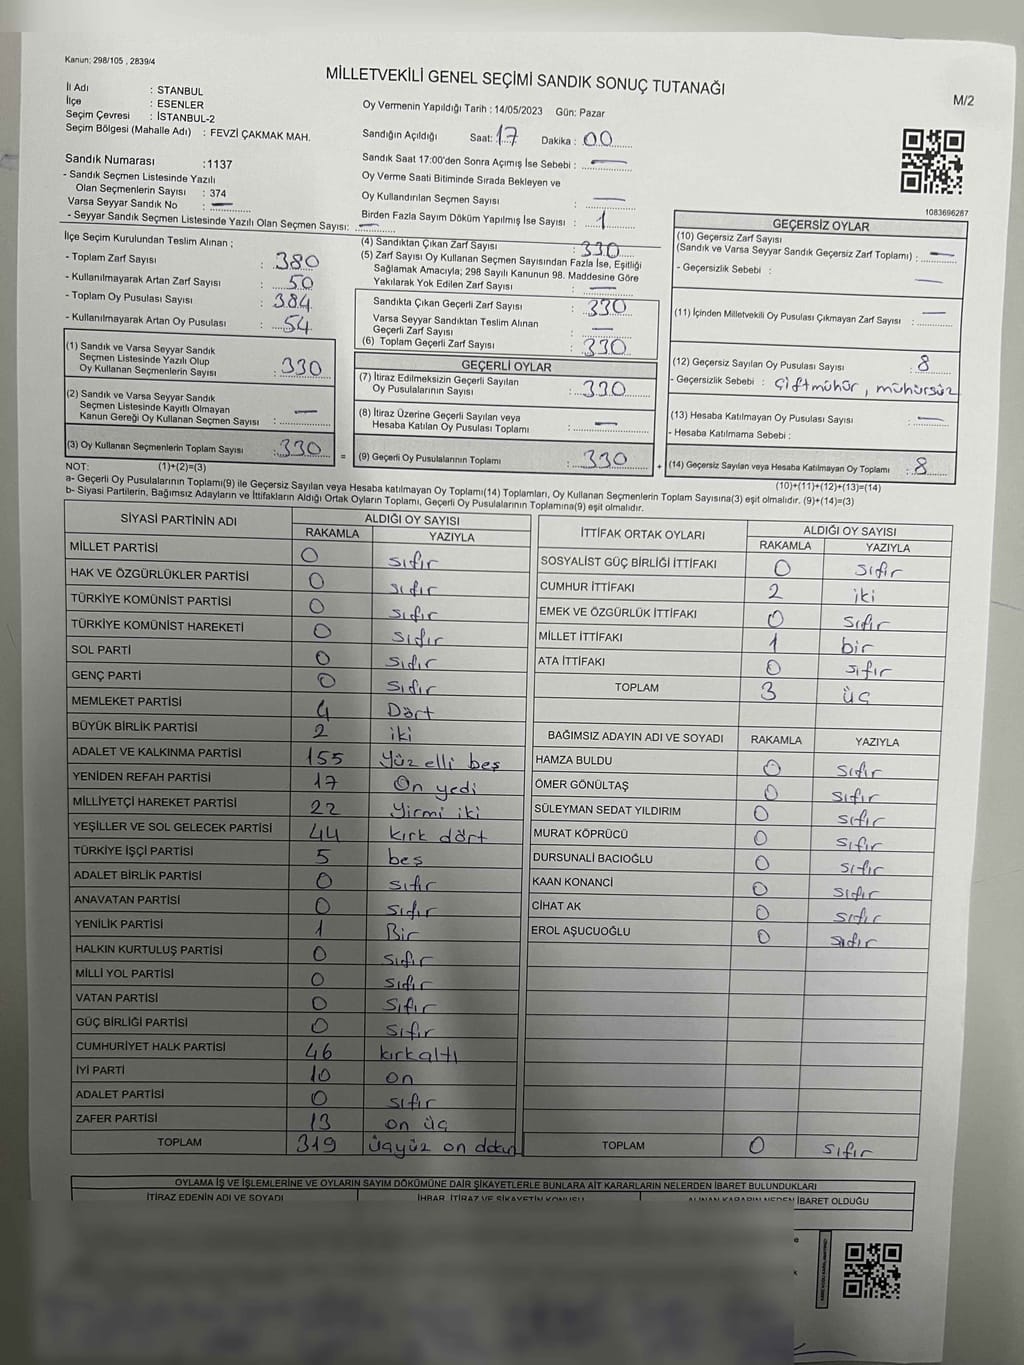 Kanun: 298/105 , 2839/4
MİLLETVEKİLİ GENEL SEÇİMİ SANDIK SONUÇ TUTANAĞI
M/2
İl Adı : STANBUL
İlçe : ESENLER
Seçim Çevresi : İSTANBUL-2
Seçim Bölgesi (Mahalle Adı) : FEVZİ ÇAKMAK MAH.
Oy Vermenin Yapıldığı Tarih : 14/05/2023 Gün: Pazar
Sandığın Açıldığı Saat: 17 Dakika : 00
Sandık Saat 17:00'den Sonra Açımış İse Sebebi : —
Oy Verme Saati Bitiminde Sırada Bekleyen ve
Oy Kullandırılan Seçmen Sayısı : —
Birden Fazla Sayım Döküm Yapılmış İse Sayısı : 1
Sandık Numarası :1137
- Sandık Seçmen Listesinde Yazılı
Olan Seçmenlerin Sayısı : 374
Varsa Seyyar Sandık No : —
- Seyyar Sandık Seçmen Listesinde Yazılı Olan Seçmen Sayısı: —
1083696287
İlçe Seçim Kurulundan Teslim Alınan ;
- Toplam Zarf Sayısı : 380
- Kullanılmayarak Artan Zarf Sayısı : 50
- Toplam Oy Pusulası Sayısı : 384
- Kullanılmayarak Artan Oy Pusulası : 54
(1) Sandık ve Varsa Seyyar Sandık
Seçmen Listesinde Yazılı Olup
Oy Kullanan Seçmenlerin Sayısı : 330
(2) Sandık ve Varsa Seyyar Sandık
Seçmen Listesinde Kayıtlı Olmayan
Kanun Gereği Oy Kullanan Seçmen Sayısı : —
(3) Oy Kullanan Seçmenlerin Toplam Sayısı : 330
(4) Sandıktan Çıkan Zarf Sayısı : 330
(5) Zarf Sayısı Oy Kullanan Seçmen Sayısından Fazla İse, Eşitliği
Sağlamak Amacıyla; 298 Sayılı Kanunun 98. Maddesine Göre
Yakılarak Yok Edilen Zarf Sayısı : —
Sandıkta Çıkan Geçerli Zarf Sayısı : 330
Varsa Seyyar Sandıktan Teslim Alınan
Geçerli Zarf Sayısı : —
(6) Toplam Geçerli Zarf Sayısı : 330
GEÇERLİ OYLAR
(7) İtiraz Edilmeksizin Geçerli Sayılan
Oy Pusulalarının Sayısı : 330
(8) İtiraz Üzerine Geçerli Sayılan veya
Hesaba Katılan Oy Pusulası Toplamı : —
= (9) Geçerli Oy Pusulalarının Toplamı : 330
GEÇERSİZ OYLAR
(10) Geçersiz Zarf Sayısı
(Sandık ve Varsa Seyyar Sandık Geçersiz Zarf Toplamı) : —
- Geçersizlik Sebebi : —
(11) İçinden Milletvekili Oy Pusulası Çıkmayan Zarf Sayısı : —
(12) Geçersiz Sayılan Oy Pusulası Sayısı : 8
- Geçersizlik Sebebi : Çiftmühür, mühürsüz
(13) Hesaba Katılmayan Oy Pusulası Sayısı : —
- Hesaba Katılmama Sebebi :
+ (14) Geçersiz Sayılan veya Hesaba Katılmayan Oy Toplamı : 8
NOT: (1)+(2)=(3)
(10)+(11)+(12)+(13)=(14)
a- Geçerli Oy Pusulalarının Toplamı(9) ile Geçersiz Sayılan veya Hesaba katılmayan Oy Toplamı(14) Toplamları, Oy Kullanan Seçmenlerin Toplam Sayısına(3) eşit olmalıdır. (9)+(14)=(3)
b- Siyasi Partilerin, Bağımsız Adayların ve İttifakların Aldığı Ortak Oyların Toplamı, Geçerli Oy Pusulalarının Toplamına(9) eşit olmalıdır.
SİYASİ PARTİNİN ADI ALDIĞI OY SAYISI
RAKAMLA YAZIYLA
MİLLET PARTİSİ 0 sıfır
HAK VE ÖZGÜRLÜKLER PARTİSİ 0 sıfır
TÜRKİYE KOMÜNİST PARTİSİ 0 sıfır
TÜRKİYE KOMÜNİST HAREKETİ 0 sıfır
SOL PARTİ 0 sıfır
GENÇ PARTİ 0 sıfır
MEMLEKET PARTİSİ 4 Dört
BÜYÜK BİRLİK PARTİSİ 2 iki
ADALET VE KALKINMA PARTİSİ 155 Yüz elli beş
YENİDEN REFAH PARTİSİ 17 On yedi
MİLLİYETÇİ HAREKET PARTİSİ 22 Yirmi iki
YEŞİLLER VE SOL GELECEK PARTİSİ 44 kırk dört
TÜRKİYE İŞÇİ PARTİSİ 5 beş
ADALET BİRLİK PARTİSİ 0 sıfır
ANAVATAN PARTİSİ 0 sıfır
YENİLİK PARTİSİ 1 Bir
HALKIN KURTULUŞ PARTİSİ 0 sıfır
MİLLİ YOL PARTİSİ 0 sıfır
VATAN PARTİSİ 0 sıfır
GÜÇ BİRLİĞİ PARTİSİ 0 sıfır
CUMHURİYET HALK PARTİSİ 46 kırkaltı
İYİ PARTİ 10 on
ADALET PARTİSİ 0 sıfır
ZAFER PARTİSİ 13 on üç
TOPLAM 319 üçyüz on dokuz
İTTİFAK ORTAK OYLARI ALDIĞI OY SAYISI
RAKAMLA YAZIYLA
SOSYALİST GÜÇ BİRLİĞİ İTTİFAKI 0 sıfır
CUMHUR İTTİFAKI 2 iki
EMEK VE ÖZGÜRLÜK İTTİFAKI 0 sıfır
MİLLET İTTİFAKI 1 bir
ATA İTTİFAKI 0 sıfır
TOPLAM 3 üç
BAĞIMSIZ ADAYIN ADI VE SOYADI RAKAMLA YAZIYLA
HAMZA BULDU 0 sıfır
ÖMER GÖNÜLTAŞ 0 sıfır
SÜLEYMAN SEDAT YILDIRIM 0 sıfır
MURAT KÖPRÜCÜ 0 sıfır
DURSUNALİ BACIOĞLU 0 sıfır
KAAN KONANCİ 0 sıfır
CİHAT AK 0 sıfır
EROL AŞUCUOĞLU 0 sıfır
TOPLAM 0 sıfır
OYLAMA İŞ VE İŞLEMLERİNE VE OYLARIN SAYIM DÖKÜMÜNE DAİR ŞİKAYETLERLE BUNLARA AİT KARARLARIN NELERDEN İBARET BULUNDUKLARI
İTİRAZ EDENİN ADI VE SOYADI İHBAR, İTİRAZ VE ŞİKAYETİN KONUSU ALINAN KARARIN NEDEN İBARET OLDUĞU